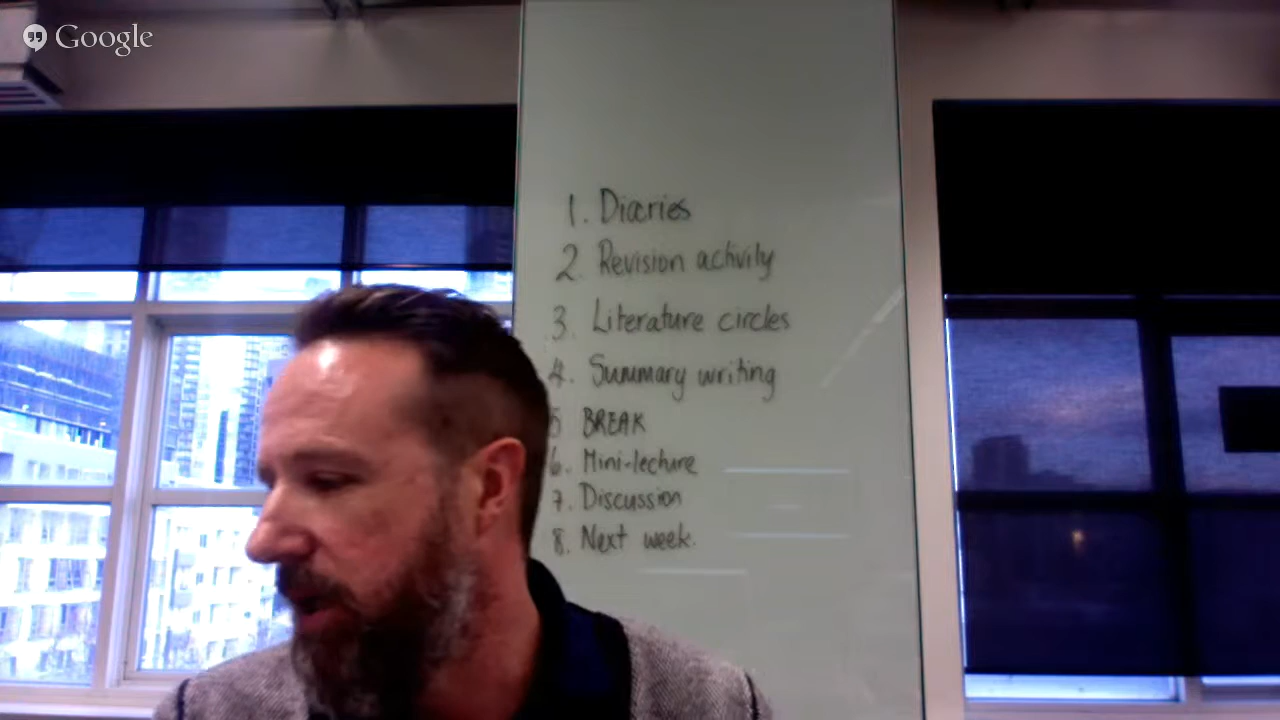 Google
1. Diaries
2. Revision activity
3. Literature circles
4. Summary writing
5 BREAK
6. Mini-lecture
7. Discussion
8. Next week.